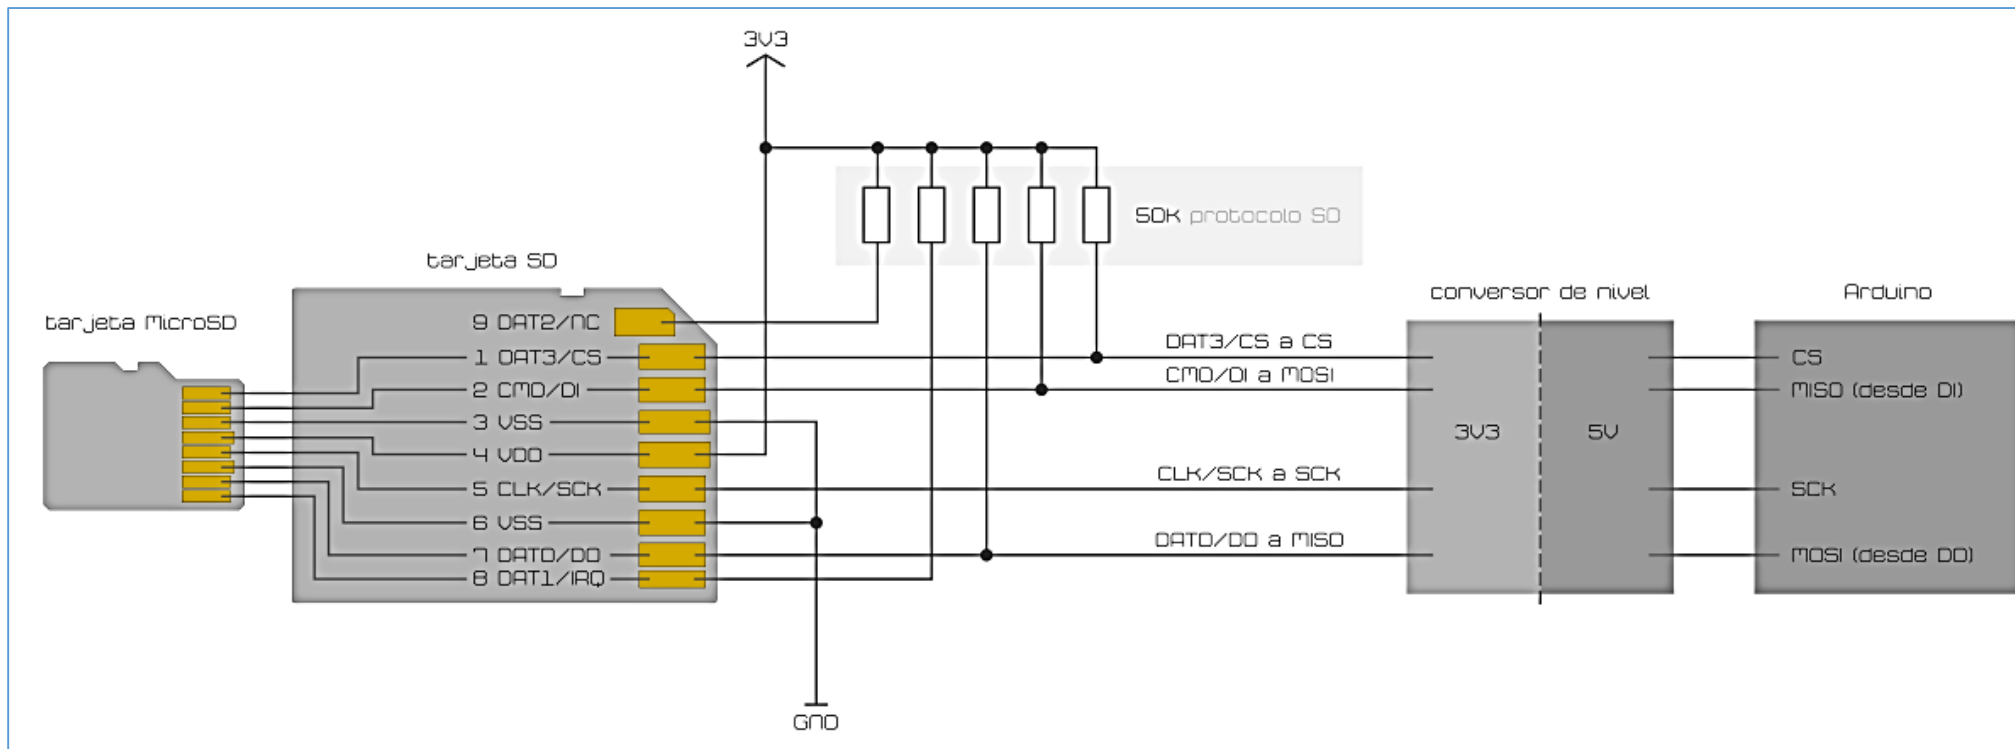 3V3
50K protocolo SD
tarjeta SD
tarjeta MicroSD
conversor de nivel
Arduino
9 DAT2/NC
1 DAT3/CS
2 CMD/DI
3 VSS
4 VDD
5 CLK/SCK
6 VSS
7 DAT0/DO
8 DAT1/IRQ
DAT3/CS a CS
CMD/DI a MOSI
CLK/SCK a SCK
DAT0/DO a MISO
3V3
5V
CS
MISO (desde DI)
SCK
MOSI (desde DO)
GND